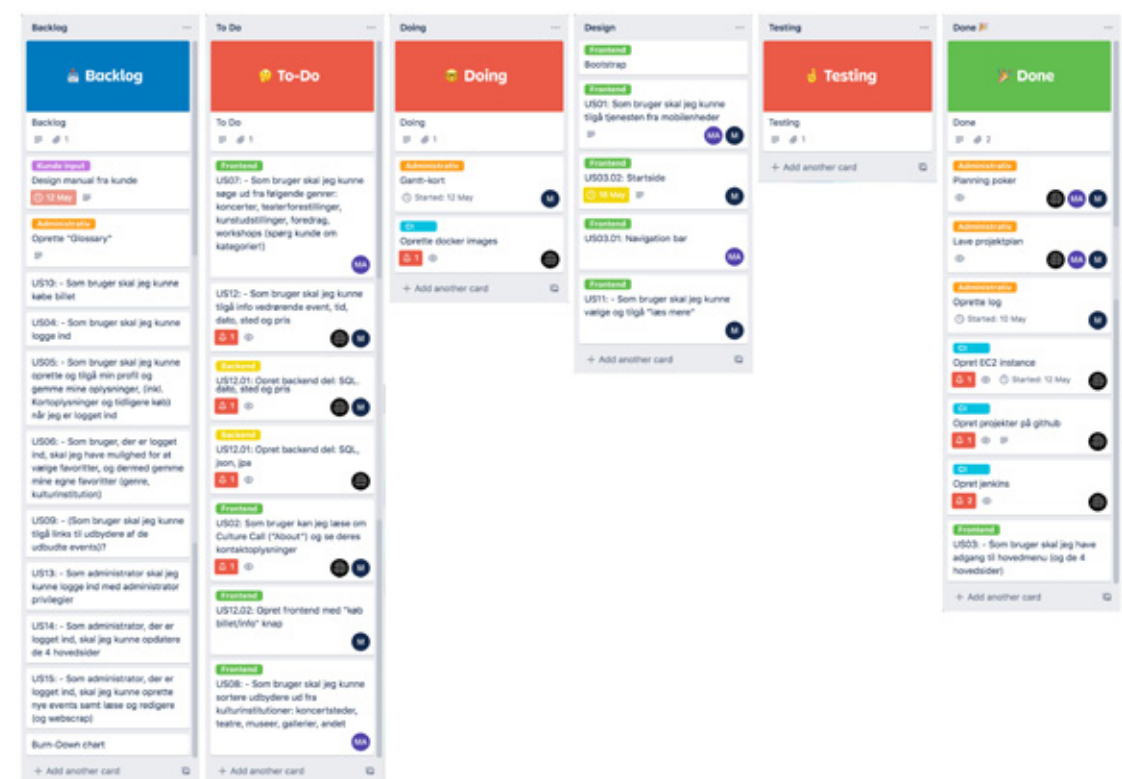 Backlog
Backlog
Backlog
1
Kunde input
Design manual fra kunde
12 May
Administrativ
Oprette "Glossary"
US10: - Som bruger skal jeg kunne
købe billet
US04: - Som bruger skal jeg kunne
logge ind
US05: - Som bruger skal jeg kunne
oprette og tilgå min profil og
gemme mine oplysninger, (inkl.
Kortoplysninger og tidligere køb)
når jeg er logget ind
US06: - Som bruger, der er logget
ind, skal jeg have mulighed for at
vælge favoritter, og dermed gemme
mine egne favoritter (genre,
kulturinstitution)
US09: - (Som bruger skal jeg kunne
tilgå links til udbydere af de
udbudte events)?
US13: - Som administrator skal jeg
kunne logge ind med administrator
privilegier
US14: - Som administrator, der er
logget ind, skal jeg kunne opdatere
de 4 hovedsider
US15: - Som administrator, der er
logget ind, skal jeg kunne oprette
nye events samt læse og redigere
(og webscrap)
Burn-Down chart
+ Add another card
To Do
To-Do
To Do
1
Frontend
US07: - Som bruger skal jeg kunne
søge ud fra følgende genrer:
koncerter, teaterforestillinger,
kunstudstillinger, foredrag,
workshops (spørg kunde om
kategorier!)
MA
US12: - Som bruger skal jeg kunne
tilgå info vedrørende event, tid,
dato, sted og pris
1
M
Backend
US12.01: Opret backend del: SQL,
dato, sted og pris
1
M
Backend
US12.01: Opret backend del: SQL,
json, jpa
1
Frontend
US02: Som bruger kan jeg læse om
Culture Call ("About") og se deres
kontaktoplysninger
1
M
Frontend
US12.02: Opret frontend med "køb
billet/info" knap
M
Frontend
US08: - Som bruger skal jeg kunne
sortere udbydere ud fra
kulturinstitutioner: koncertsteder,
teatre, museer, gallerier, andet
MA
+ Add another card
Doing
Doing
Doing
1
Administrativ
Gantt-kort
Started: 12 May
M
CI
Oprette docker images
1
+ Add another card
Design
Frontend
Bootstrap
Frontend
US01: Som bruger skal jeg kunne
tilgå tjenesten fra mobilenheder
MA M
Frontend
US03.02: Startside
18 May
M
Frontend
US03.01: Navigation bar
MA
Frontend
US11: - Som bruger skal jeg kunne
vælge og tilgå "læs mere"
M
+ Add another card
Testing
Testing
Testing
1
+ Add another card
Done
Done
Done
2
Administrativ
Planning poker
MA M
Administrativ
Lave projektplan
MA M
Administrativ
Oprette log
Started: 10 May
M
CI
Opret EC2 instance
1
Started: 12 May
CI
Opret projekter på github
1
CI
Opret jenkins
2
Frontend
US03: - Som bruger skal jeg have
adgang til hovedmenu (og de 4
hovedsider)
+ Add another card